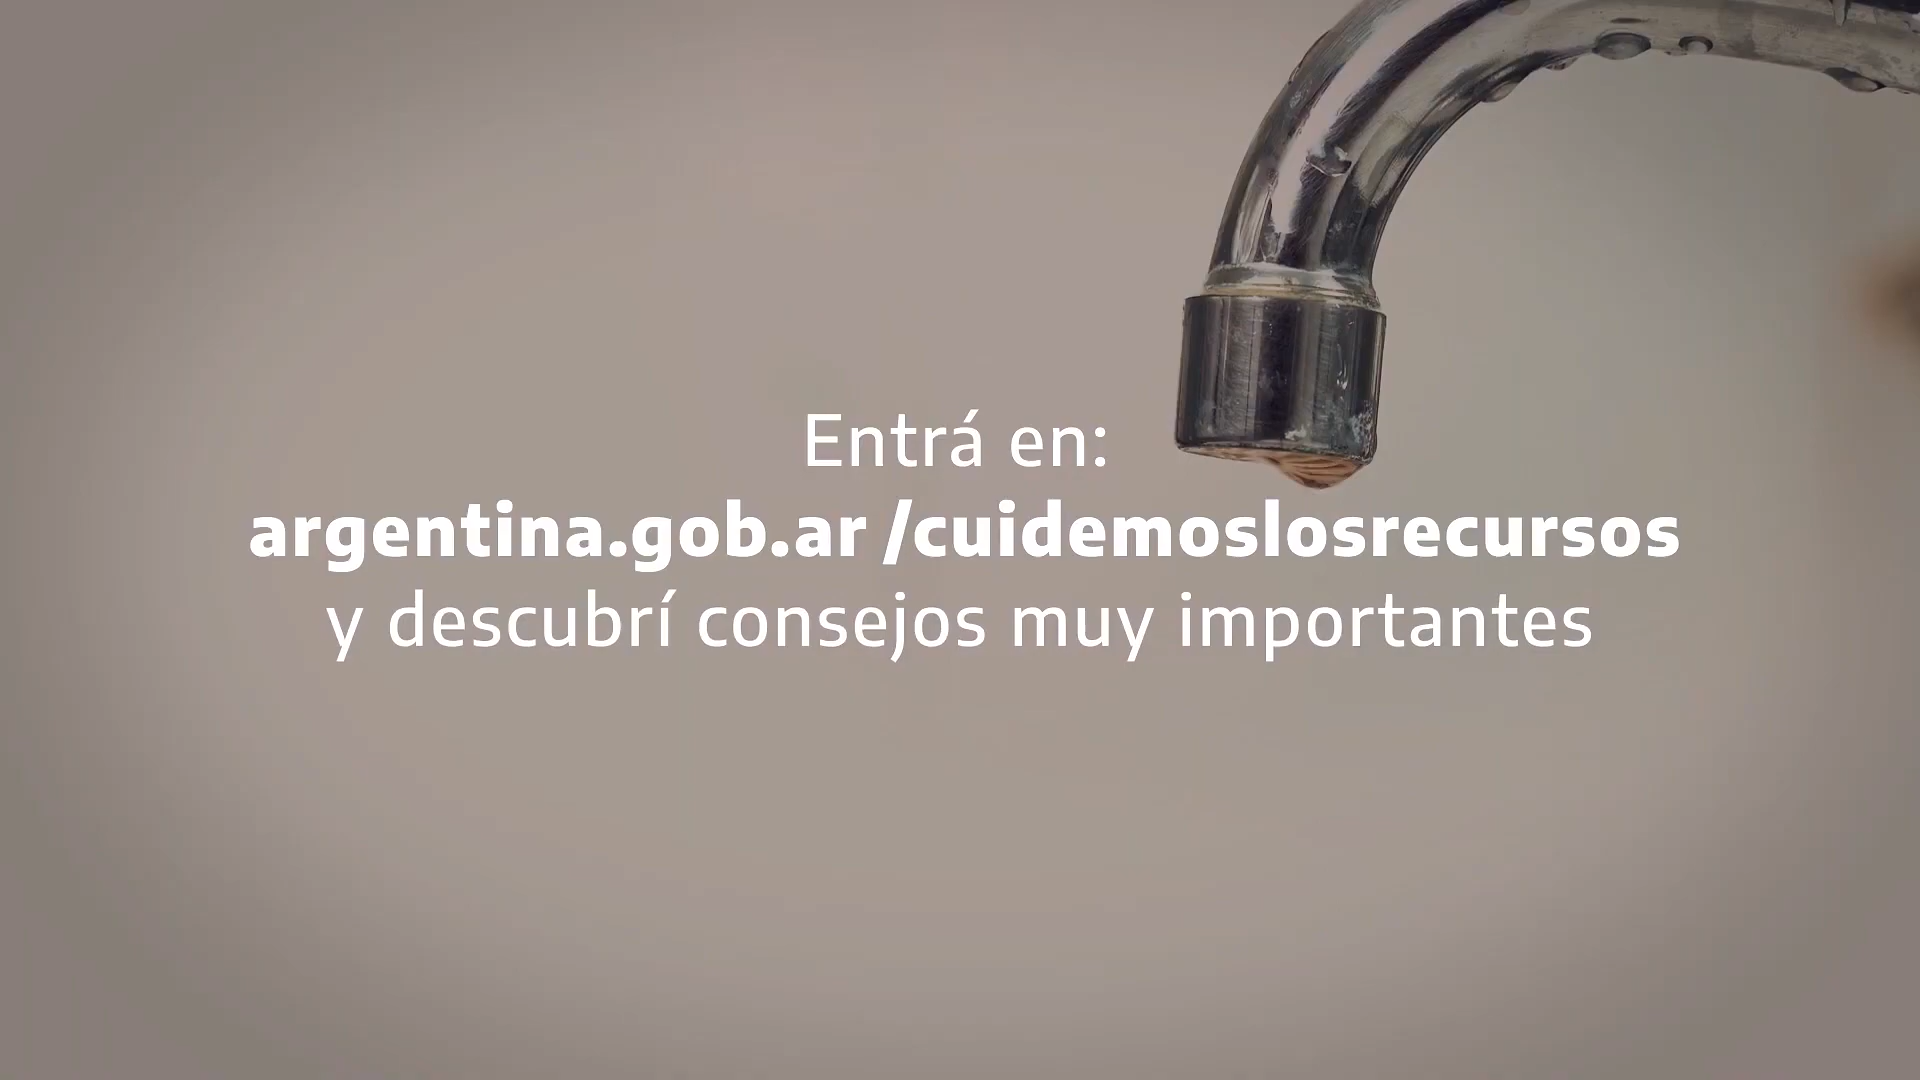 Entrá en:
argentina.gob.ar /cuidemoslosrecursos
y descubrí consejos muy importantes